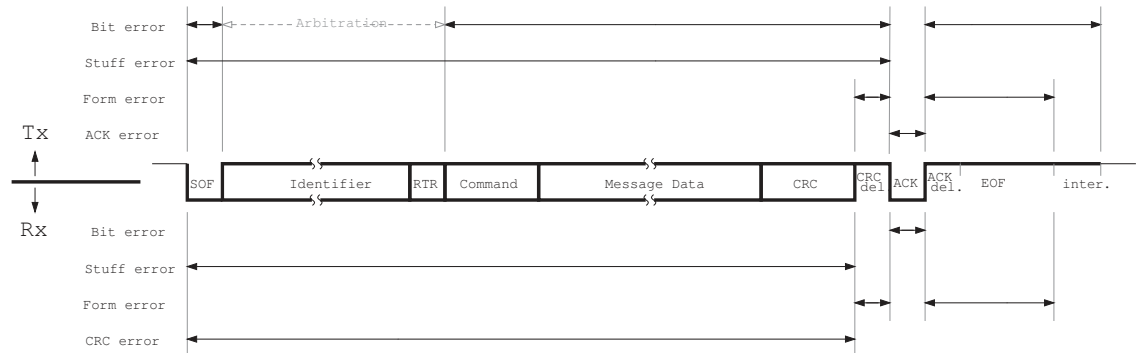 Bit error
Arbitration
Stuff error
Form error
Tx
ACK error
SOF
Identifier
RTR
Command
Message Data
CRC
CRC del
ACK
ACK del.
EOF
inter.
Rx
Bit error
Stuff error
Form error
CRC error